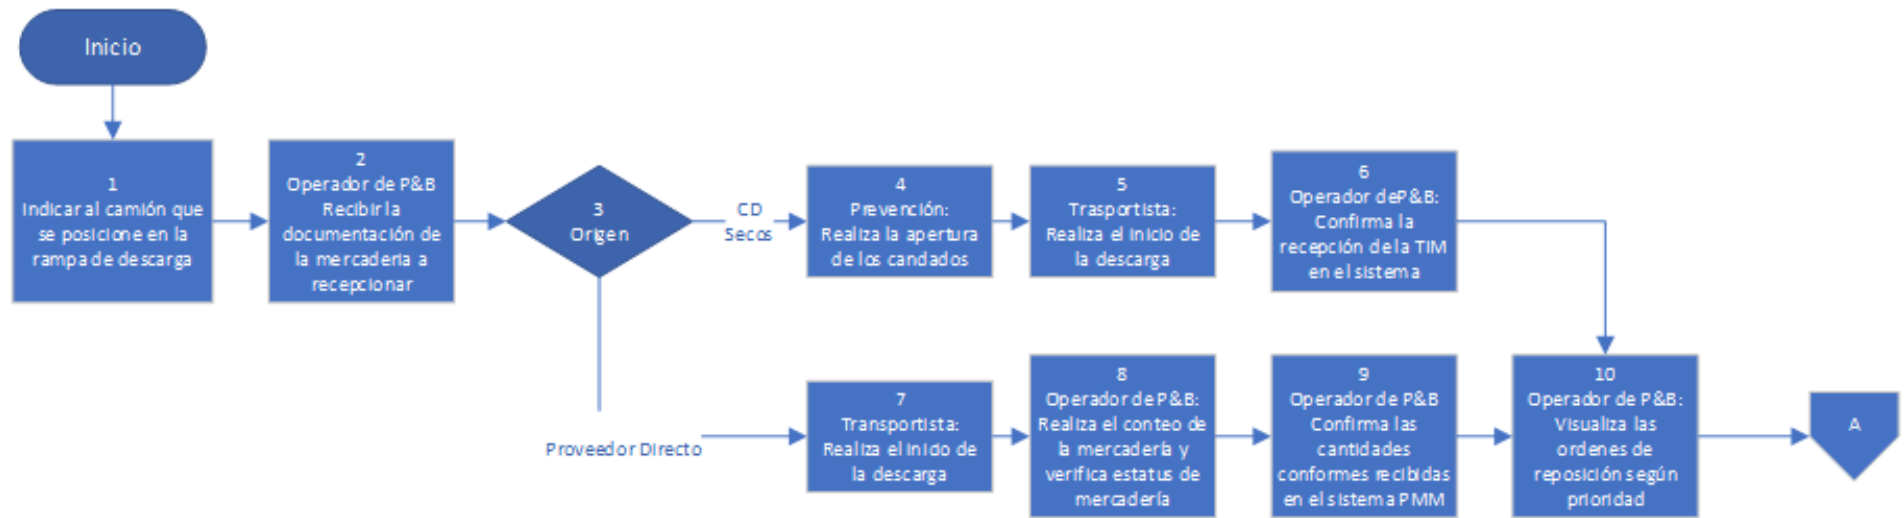 Inicio
1
Indicar al camión que
se posicione en la
rampa de descarga
2
Operador de P&B
Recibir la
documentación de
la mercaderia a
recepcionar
3
Origen
CD
Secos
4
Prevención:
Realiza la apertura
de los candados
5
Trasportista:
Realiza el inicio de
la descarga
6
Operador deP&B:
Confirma la
recepción de la TIM
en el sistema
Proveedor Directo
7
Transportista:
Realiza el inicio de
la descarga
8
Operador de P&B:
Realiza el conteo de
la mercadería y
verifica estatus de
mercadería
9
Operador de P&B
Confirma las
cantidades
conformes recibidas
en el sistema PMM
10
Operador de P&B:
Visualiza las
ordenes de
reposición según
prioridad
A